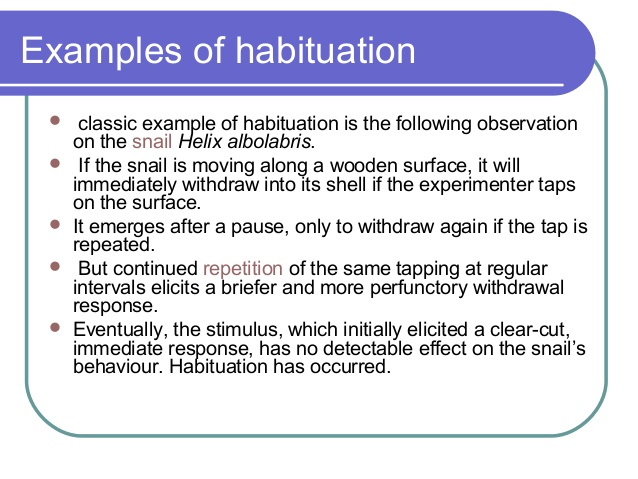 Examples of habituation
classic example of habituation is the following observation
on the snail Helix albolabris.
If the snail is moving along a wooden surface, it will
immediately withdraw into its shell if the experimenter taps
on the surface.
It emerges after a pause, only to withdraw again if the tap is
repeated.
But continued repetition of the same tapping at regular
intervals elicits a briefer and more perfunctory withdrawal
response.
Eventually, the stimulus, which initially elicited a clear-cut,
immediate response, has no detectable effect on the snail’s
behaviour. Habituation has occurred.